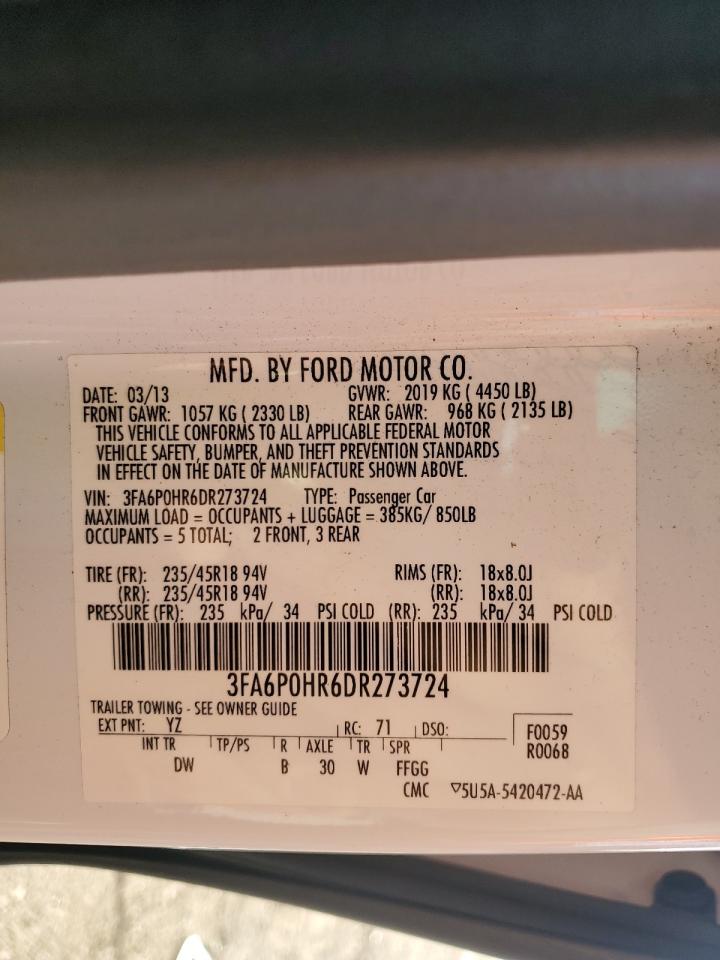 MFD. BY FORD MOTOR CO.
DATE: 03/13 GVWR: 2019 KG ( 4450 LB)
FRONT GAWR: 1057 KG ( 2330 LB) REAR GAWR: 968 KG ( 2135 LB)
THIS VEHICLE CONFORMS TO ALL APPLICABLE FEDERAL MOTOR
VEHICLE SAFETY, BUMPER, AND THEFT PREVENTION STANDARDS
IN EFFECT ON THE DATE OF MANUFACTURE SHOWN ABOVE.
VIN: 3FA6P0HR6DR273724 TYPE: Passenger Car
MAXIMUM LOAD = OCCUPANTS + LUGGAGE = 385KG/ 850LB
OCCUPANTS = 5 TOTAL; 2 FRONT, 3 REAR
TIRE (FR): 235/45R18 94V RIMS (FR): 18x8.0J
(RR): 235/45R18 94V (RR): 18x8.0J
PRESSURE (FR): 235 kPa/ 34 PSI COLD (RR): 235 kPa/ 34 PSI COLD
3FA6P0HR6DR273724
TRAILER TOWING - SEE OWNER GUIDE
EXT PNT: YZ RC: 71 DSO: F0059
R0068
INT TR TP/PS R AXLE TR SPR
DW B 30 W FFGG
CMC ▽5U5A-5420472-AA